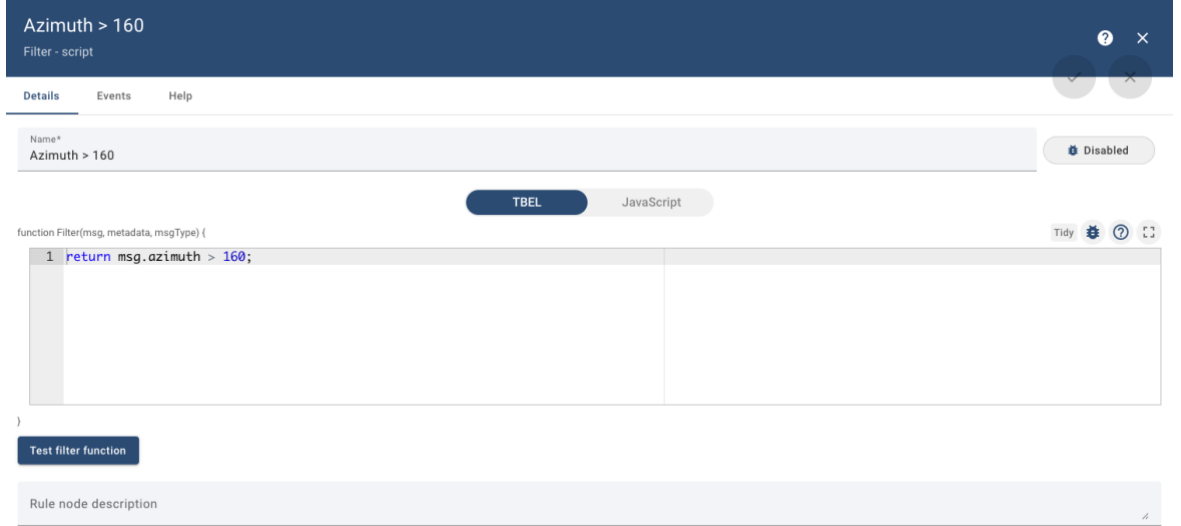 Azimuth > 160
Filter - script
Details Events Help
Name*
Azimuth > 160
Disabled
TBEL JavaScript
function Filter(msg, metadata, msgType) {
Tidy
1 return msg.azimuth > 160;
}
Test filter function
Rule node description